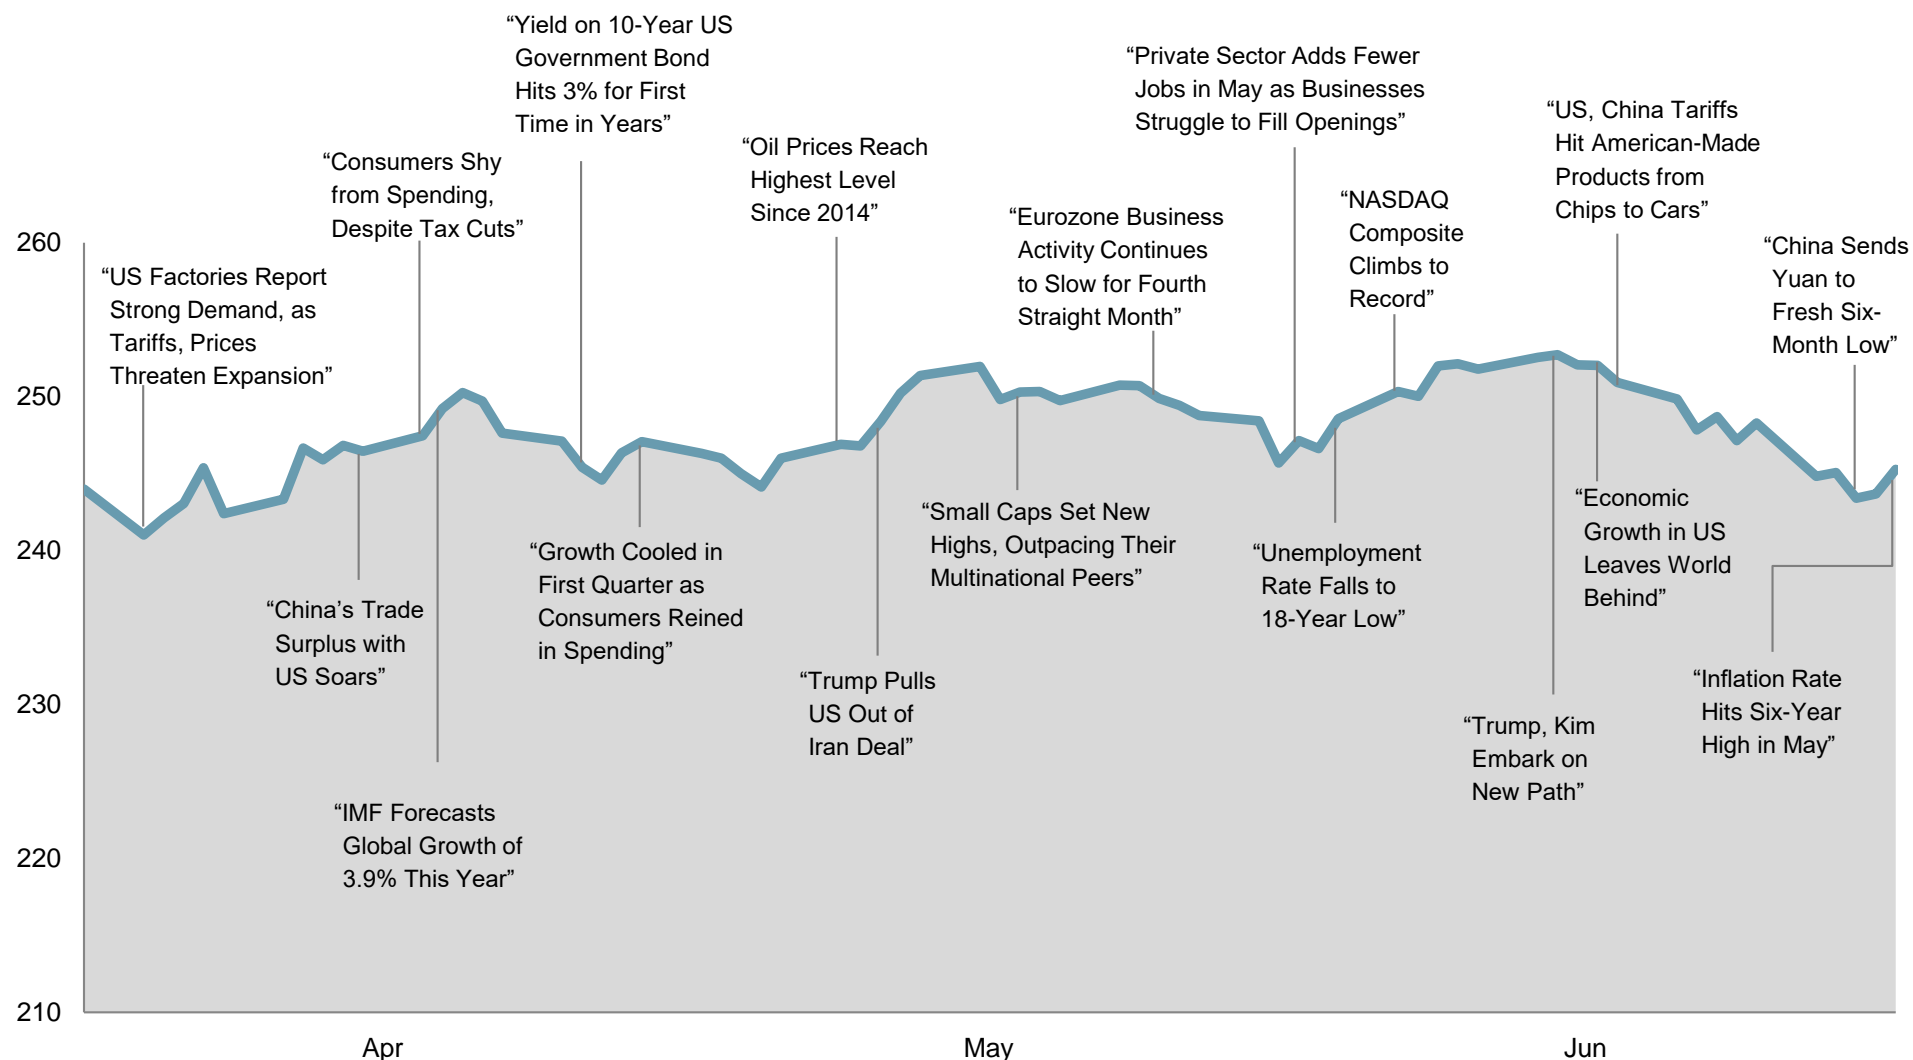 “Yield on 10-Year US
Government Bond
Hits 3% for First
Time in Years”
“Private Sector Adds Fewer
Jobs in May as Businesses
Struggle to Fill Openings”
“US, China Tariffs
Hit American-Made
Products from
Chips to Cars”
“Oil Prices Reach
Highest Level
Since 2014”
“Consumers Shy
from Spending,
Despite Tax Cuts”
“NASDAQ
Composite
Climbs to
Record”
“Eurozone Business
Activity Continues
to Slow for Fourth
Straight Month”
“China Sends
Yuan to
Fresh Six-
Month Low”
“US Factories Report
Strong Demand, as
Tariffs, Prices
Threaten Expansion”
260
250
240
230
220
210
“Economic
Growth in US
Leaves World
Behind”
“Small Caps Set New
Highs, Outpacing Their
Multinational Peers”
“Growth Cooled in
First Quarter as
Consumers Reined
in Spending”
“Unemployment
Rate Falls to
18-Year Low”
“China’s Trade
Surplus with
US Soars”
“Trump Pulls
US Out of
Iran Deal”
“Inflation Rate
Hits Six-Year
High in May”
“Trump, Kim
Embark on
New Path”
“IMF Forecasts
Global Growth of
3.9% This Year”
Apr
May
Jun